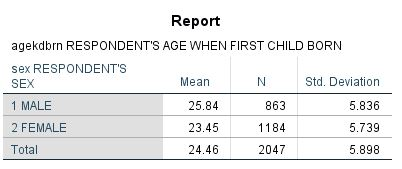 Report
agekdbrn RESPONDENT'S AGE WHEN FIRST CHILD BORN
sex RESPONDENT'S
SEX Mean N Std. Deviation
1 MALE 25.84 863 5.836
2 FEMALE 23.45 1184 5.739
Total 24.46 2047 5.898